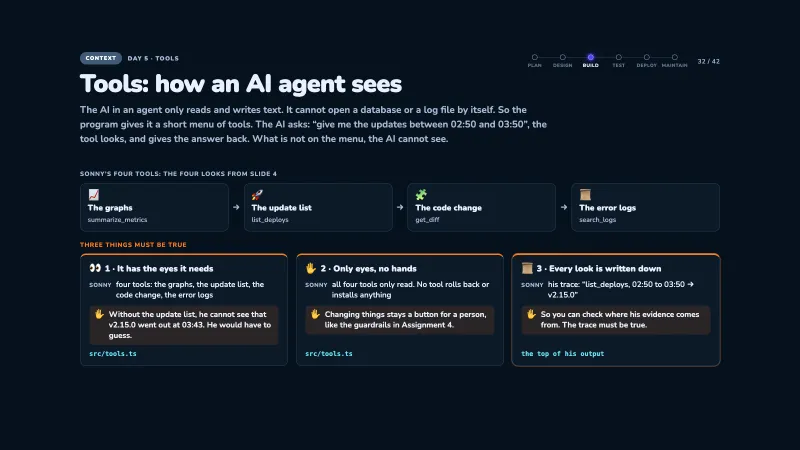 CONTEXT DAY 5 · TOOLS
PLAN DESIGN BUILD TEST DEPLOY MAINTAIN 32 / 42
Tools: how an AI agent sees
The AI in an agent only reads and writes text. It cannot open a database or a log file by itself. So the
program gives it a short menu of tools. The AI asks: “give me the updates between 02:50 and 03:50”, the
tool looks, and gives the answer back. What is not on the menu, the AI cannot see.
SONNY'S FOUR TOOLS: THE FOUR LOOKS FROM SLIDE 4
The graphs
summarize_metrics
→
The update list
list_deploys
→
The code change
get_diff
→
The error logs
search_logs
THREE THINGS MUST BE TRUE
1 · It has the eyes it needs
SONNY four tools: the graphs, the update list, the
code change, the error logs
Without the update list, he cannot see that
v2.15.0 went out at 03:43. He would have to
guess.
src/tools.ts
2 · Only eyes, no hands
SONNY all four tools only read. No tool rolls back or
installs anything
Changing things stays a button for a person,
like the guardrails in Assignment 4.
src/tools.ts
3 · Every look is written down
SONNY his trace: “list_deploys, 02:50 to 03:50 →
v2.15.0”
So you can check where his evidence comes
from. The trace must be true.
the top of his output